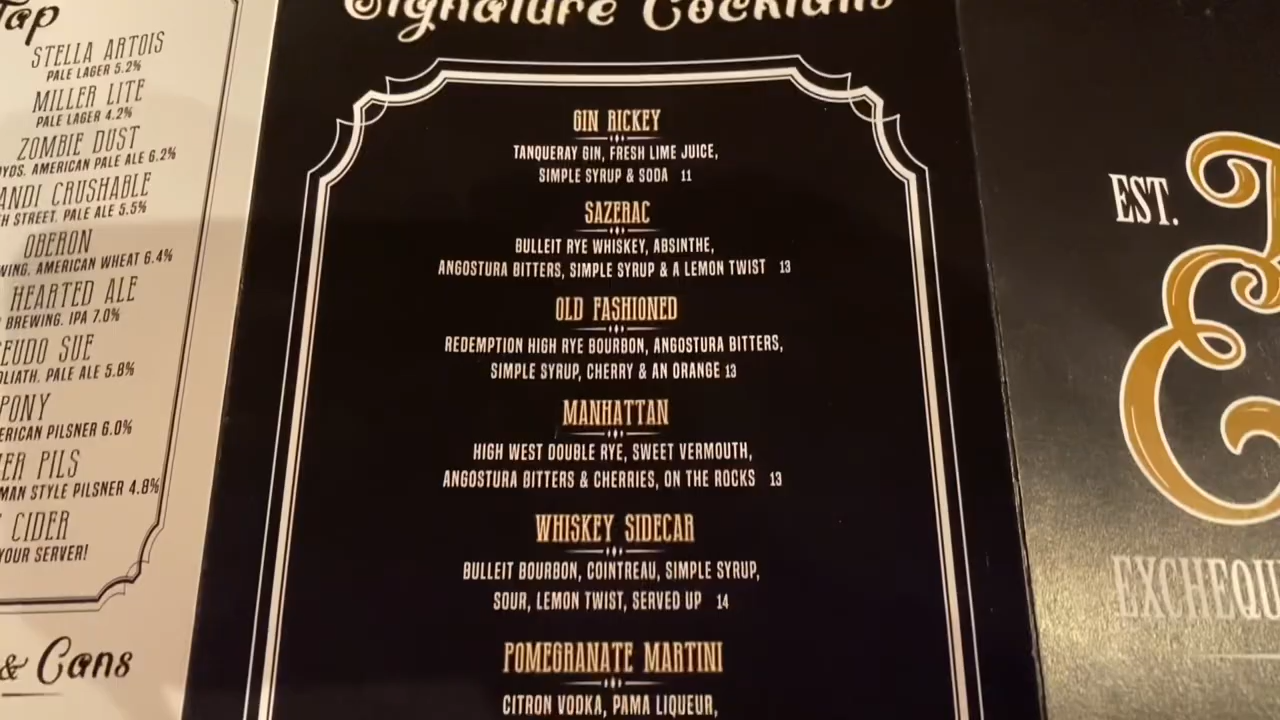 Tap
STELLA ARTOIS
PALE LAGER 5.2%
MILLER LITE
PALE LAGER 4.2%
ZOMBIE DUST
AMERICAN PALE ALE 6.2%
CRUSHABLE
STREET. PALE ALE 5.5%
OBERON
AMERICAN WHEAT 6.4%
HEARTED ALE
BREWING. IPA 7.0%
SUE
PALE ALE 5.8%
PONY
PILSNER 6.0%
PILS
STYLE PILSNER 4.8%
CIDER
YOUR SERVER!
& Cans
Signature Cocktails
GIN RICKEY
TANQUERAY GIN, FRESH LIME JUICE,
SIMPLE SYRUP & SODA 11
SAZERAC
BULLEIT RYE WHISKEY, ABSINTHE,
ANGOSTURA BITTERS, SIMPLE SYRUP & A LEMON TWIST 13
OLD FASHIONED
REDEMPTION HIGH RYE BOURBON, ANGOSTURA BITTERS,
SIMPLE SYRUP, CHERRY & AN ORANGE 13
MANHATTAN
HIGH WEST DOUBLE RYE, SWEET VERMOUTH,
ANGOSTURA BITTERS & CHERRIES, ON THE ROCKS 13
WHISKEY SIDECAR
BULLEIT BOURBON, COINTREAU, SIMPLE SYRUP,
SOUR, LEMON TWIST, SERVED UP 14
POMEGRANATE MARTINI
CITRON VODKA, PAMA LIQUEUR,
EST.
E
EXCHEQU